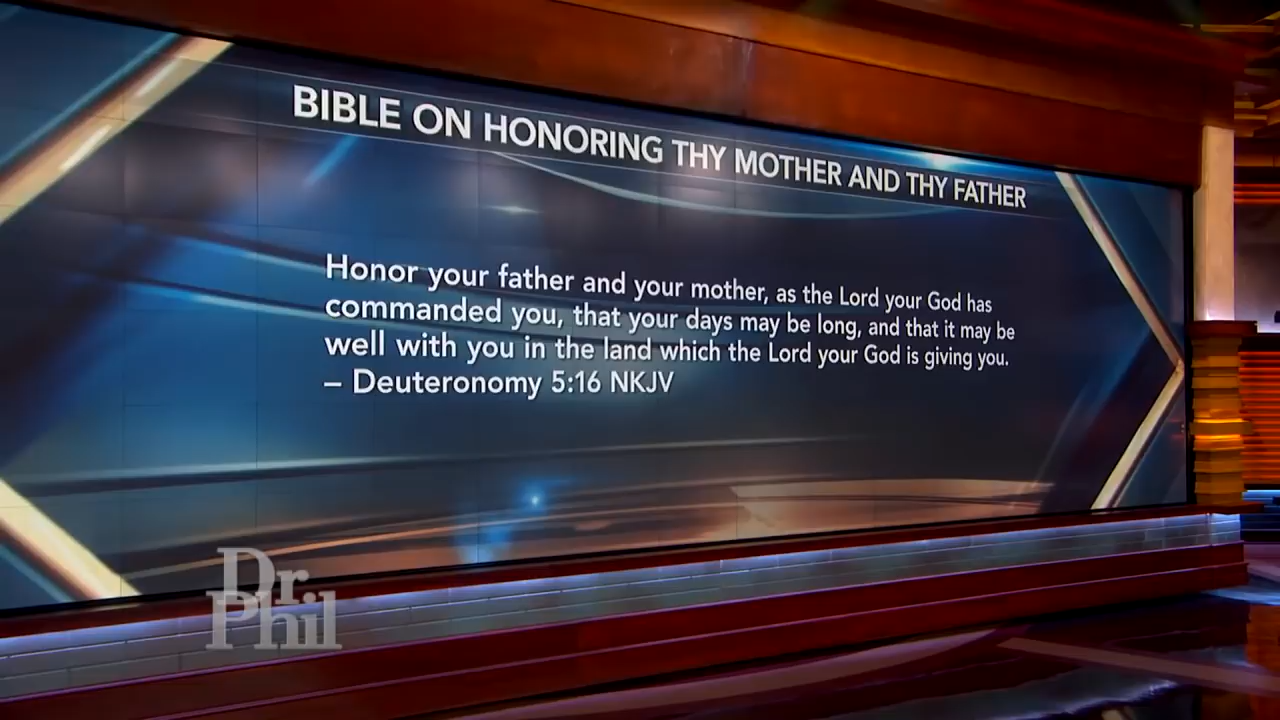 BIBLE ON HONORING THY MOTHER AND THY FATHER
Honor your father and your mother, as the Lord your God has
commanded you, that your days may be long, and that it may be
well with you in the land which the Lord your God is giving you.
– Deuteronomy 5:16 NKJV
Dr.
Phil